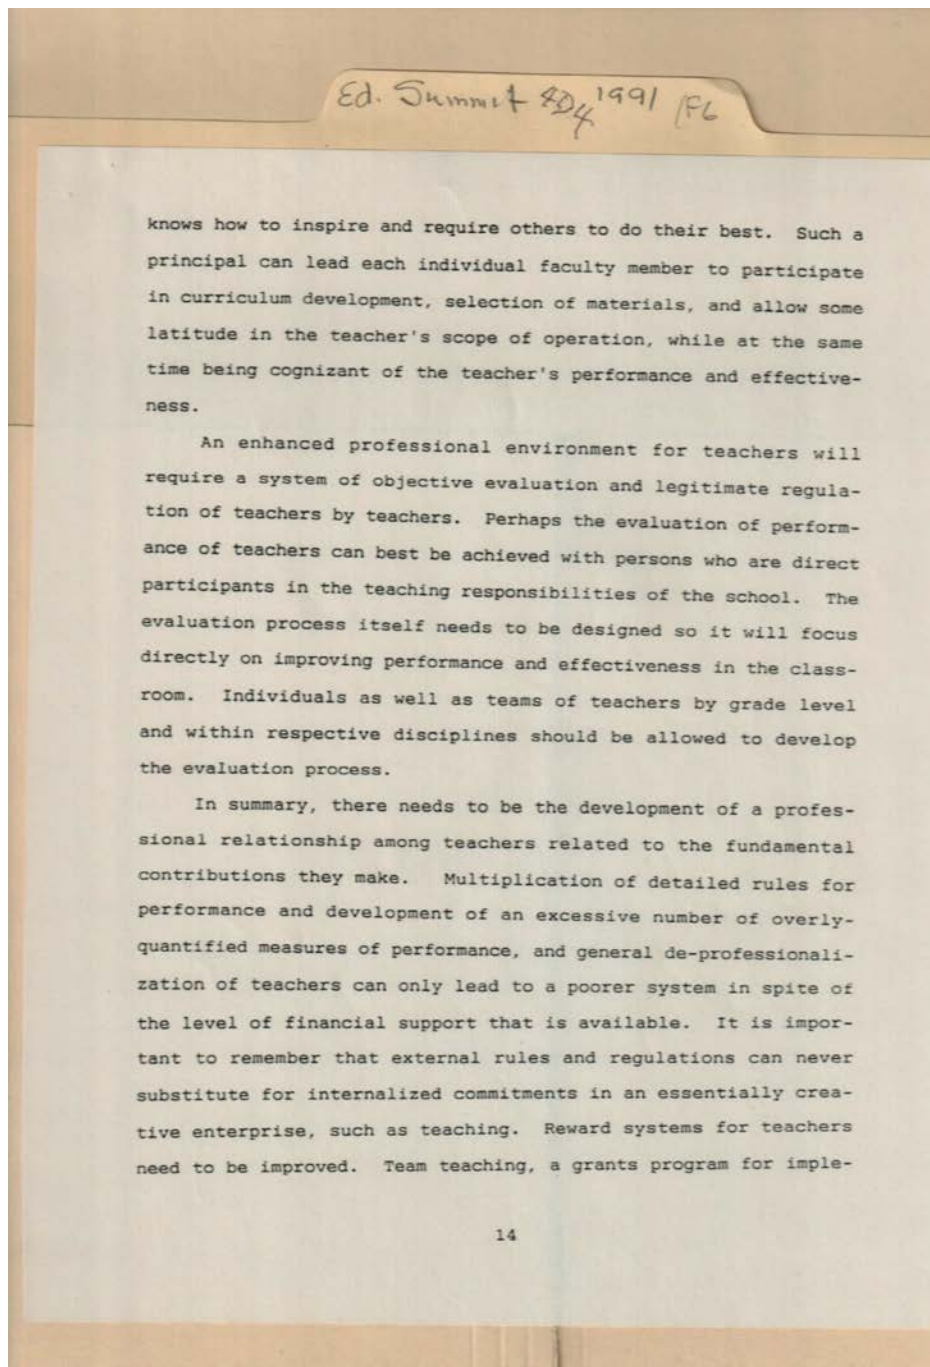 Ed. Summit 4D4 1991 /F6
knows how to inspire and require others to do their best.  Such a
principal can lead each individual faculty member to participate
in curriculum development, selection of materials, and allow some
latitude in the teacher's scope of operation, while at the same
time being cognizant of the teacher's performance and effective-
ness.
An enhanced professional environment for teachers will
require a system of objective evaluation and legitimate regula-
tion of teachers by teachers.  Perhaps the evaluation of perform-
ance of teachers can best be achieved with persons who are direct
participants in the teaching responsibilities of the school.  The
evaluation process itself needs to be designed so it will focus
directly on improving performance and effectiveness in the class-
room.  Individuals as well as teams of teachers by grade level
and within respective disciplines should be allowed to develop
the evaluation process.
In summary, there needs to be the development of a profes-
sional relationship among teachers related to the fundamental
contributions they make.  Multiplication of detailed rules for
performance and development of an excessive number of overly-
quantified measures of performance, and general de-professionali-
zation of teachers can only lead to a poorer system in spite of
the level of financial support that is available.  It is impor-
tant to remember that external rules and regulations can never
substitute for internalized commitments in an essentially crea-
tive enterprise, such as teaching.  Reward systems for teachers
need to be improved.  Team teaching, a grants program for imple-
14